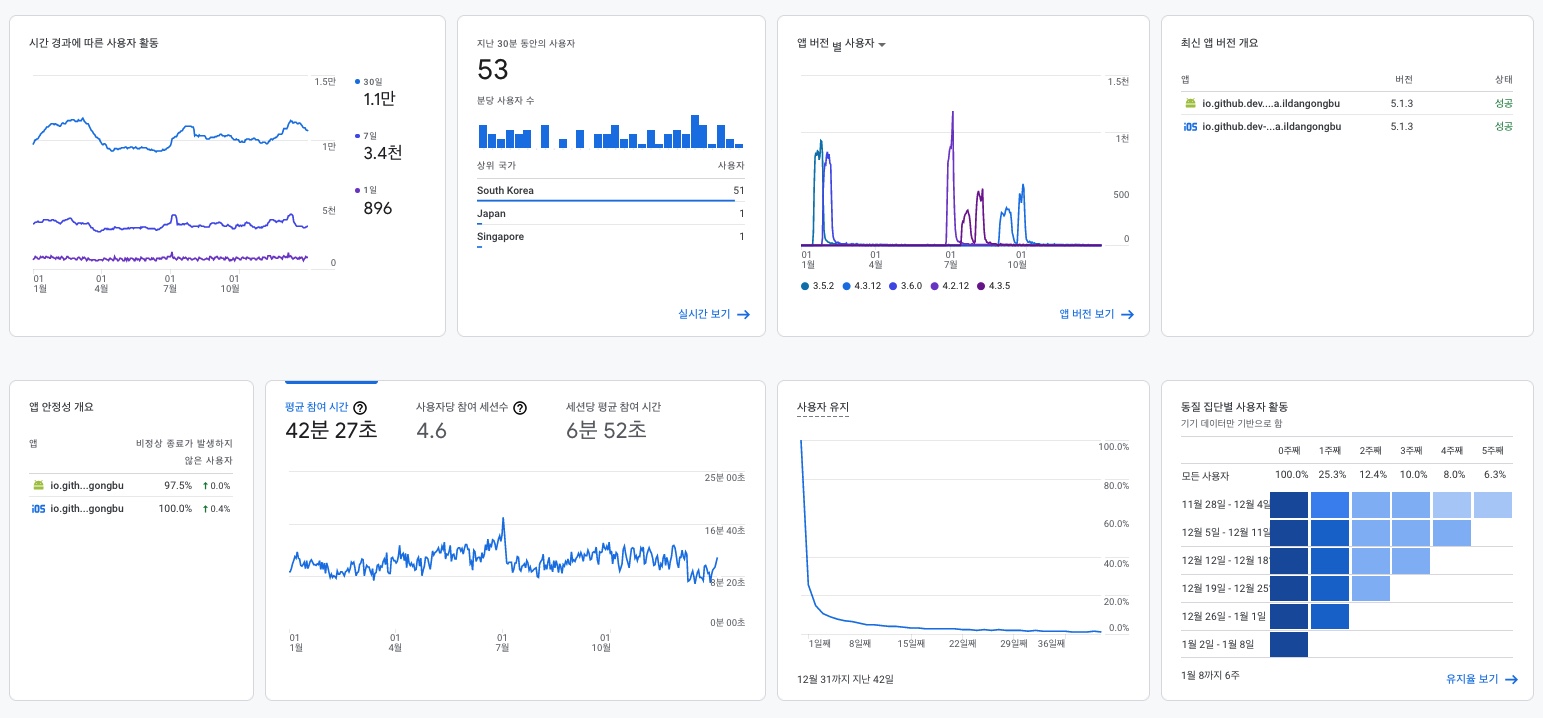 시간 경과에 따른 사용자 활동
1.5만
1만
5천
0
01
1월
01
4월
01
7월
01
10월
30일
1.1만
7일
3.4천
1일
896
지난 30분 동안의 사용자
53
분당 사용자 수
상위 국가 사용자
South Korea 51
Japan 1
Singapore 1
실시간 보기
앱 버전 별 사용자
1.5천
1천
500
0
01
1월
01
4월
01
7월
01
10월
3.5.2 4.3.12 3.6.0 4.2.12 4.3.5
앱 버전 보기
최신 앱 버전 개요
앱 버전 상태
io.github.dev....a.ildangongbu 5.1.3 성공
iOS io.github.dev-...a.ildangongbu 5.1.3 성공
앱 안정성 개요
앱 비정상 종료가 발생하지
않은 사용자
io.gith...gongbu 97.5% ↑0.0%
iOS io.gith...gongbu 100.0% ↑0.4%
평균 참여 시간 사용자당 참여 세션수 세션당 평균 참여 시간
42분 27초 4.6 6분 52초
25분 00초
16분 40초
8분 20초
0분 00초
01
1월
01
4월
01
7월
01
10월
사용자 유지
100.0%
80.0%
60.0%
40.0%
20.0%
0.0%
1일째 8일째 15일째 22일째 29일째 36일째
12월 31까지 지난 42일
동질 집단별 사용자 활동
기기 데이터만 기반으로 함
0주째 1주째 2주째 3주째 4주째 5주째
모든 사용자 100.0% 25.3% 12.4% 10.0% 8.0% 6.3%
11월 28일 - 12월 4일
12월 5일 - 12월 11일
12월 12일 - 12월 18
12월 19일 - 12월 25
12월 26일 - 1월 1일
1월 2일 - 1월 8일
1월 8까지 6주
유지율 보기